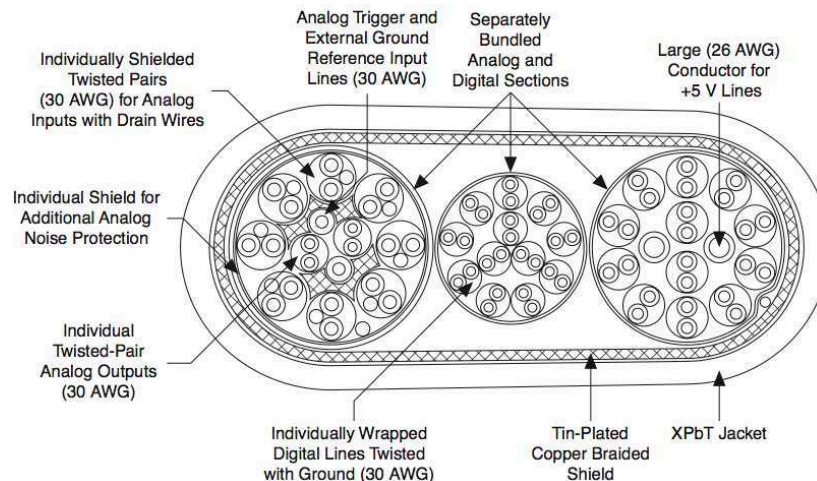 Individually Shielded
Twisted Pairs
(30 AWG) for Analog
Inputs with Drain Wires
Analog Trigger and
External Ground
Reference Input
Lines (30 AWG)
Separately
Bundled
Analog and
Digital Sections
Large (26 AWG)
Conductor for
+5 V Lines
Individual Shield for
Additional Analog
Noise Protection
Individual
Twisted-Pair
Analog Outputs
(30 AWG)
Individually Wrapped
Digital Lines Twisted
with Ground (30 AWG)
Tin-Plated
Copper Braided
Shield
XPbT Jacket